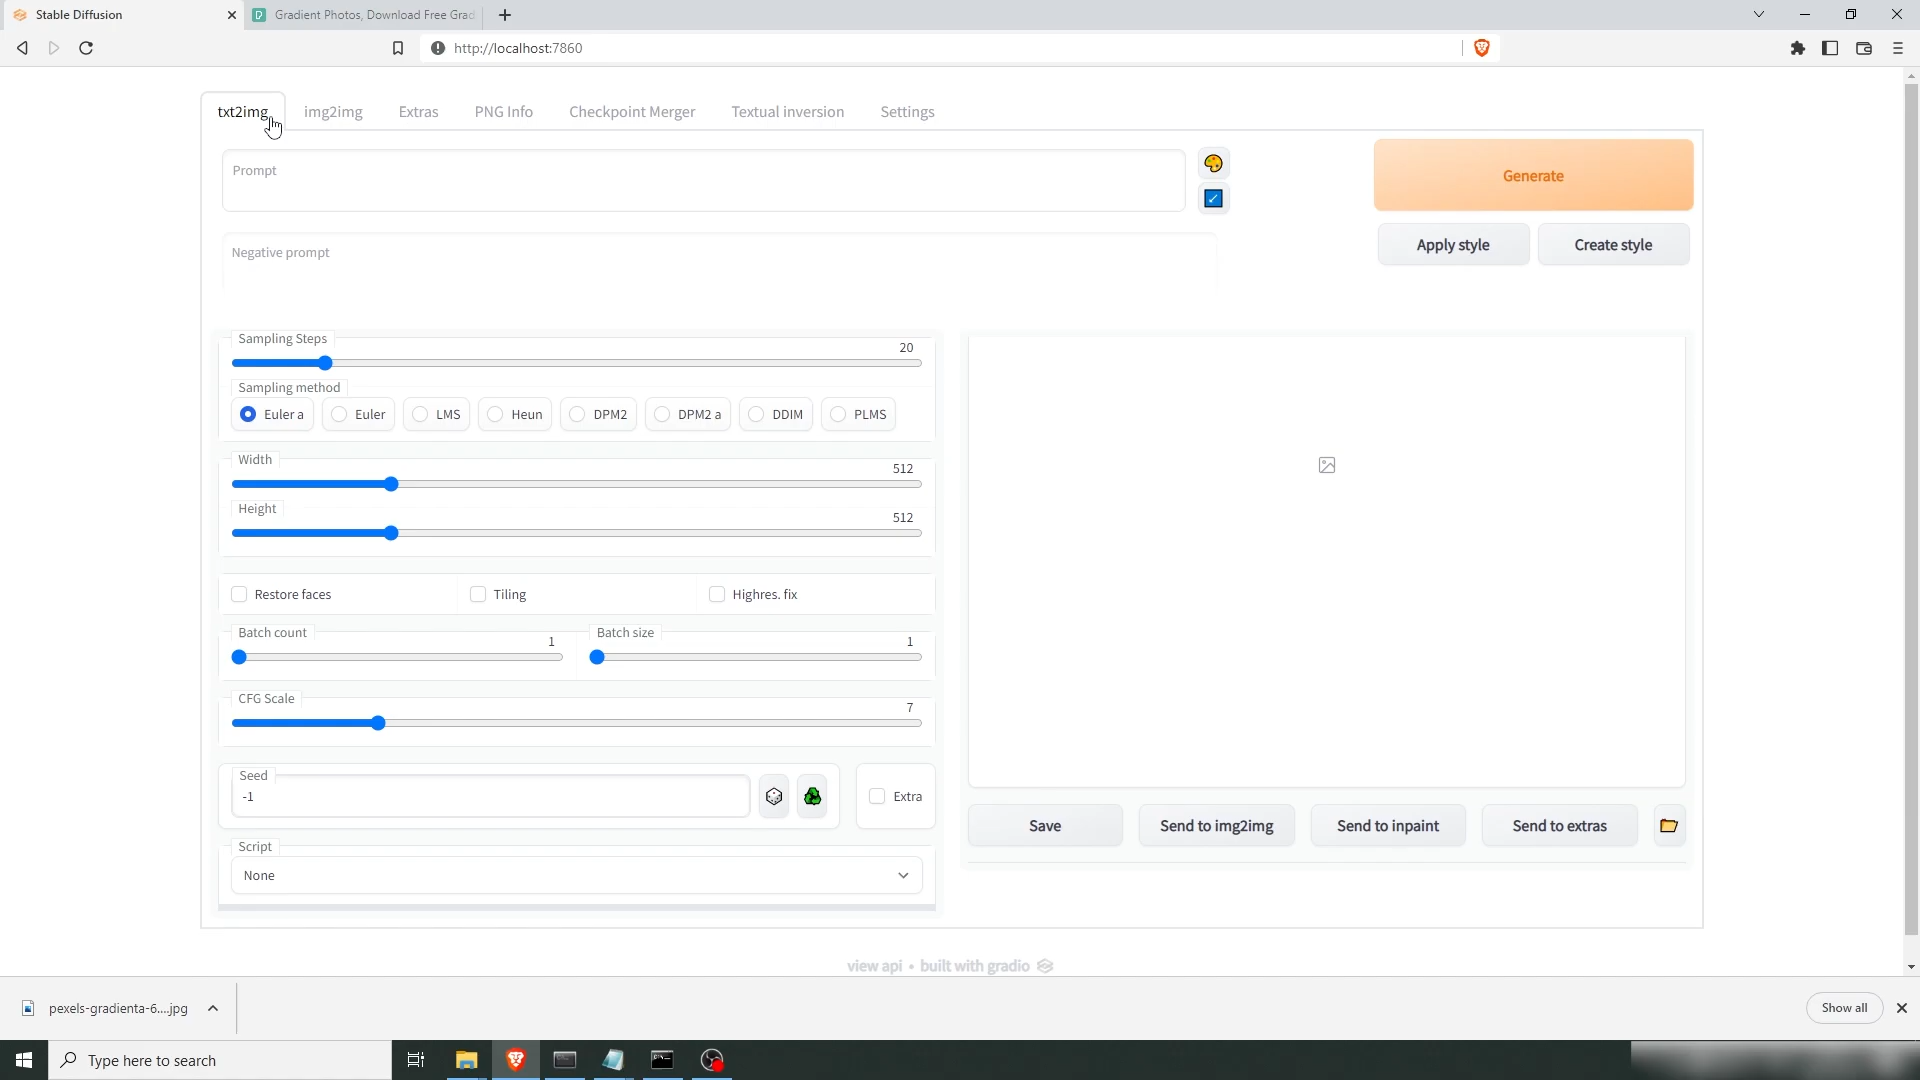 Stable Diffusion
Gradient Photos, Download Free Grad
http://localhost:7860
txt2img
img2img
Extras
PNG Info
Checkpoint Merger
Textual inversion
Settings
Prompt
Generate
Negative prompt
Apply style
Create style
Sampling Steps
20
Sampling method
Euler a
Euler
LMS
Heun
DPM2
DPM2 a
DDIM
PLMS
Width
512
Height
512
Restore faces
Tiling
Highres. fix
Batch count
1
Batch size
1
CFG Scale
7
Seed
-1
Extra
Save
Send to img2img
Send to inpaint
Send to extras
Script
None
view api • built with gradio
pexels-gradienta-6....jpg
Show all
Type here to search